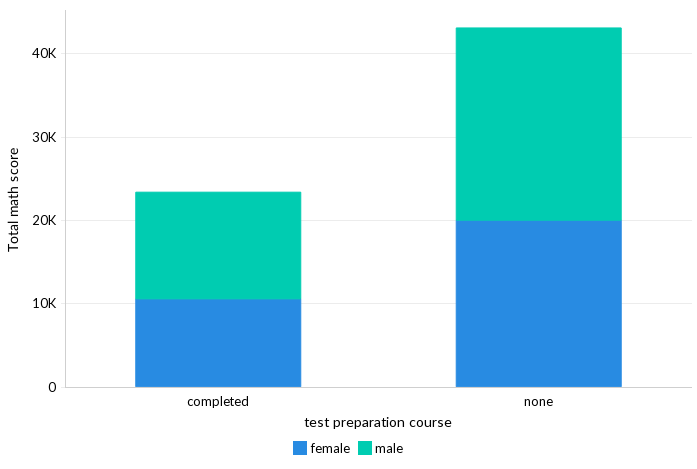 Total math score
40K
30K
20K
10K
0
completed
none
test preparation course
female
male